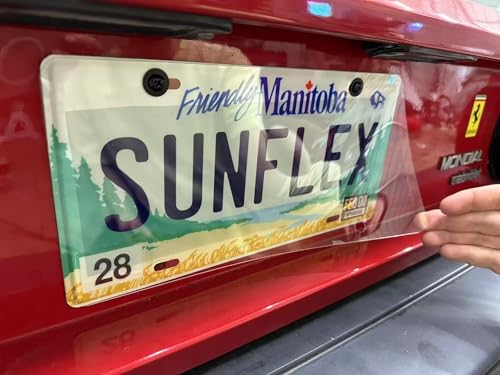 Friendly Manitoba
SUNFLEX
28
MONDIAL